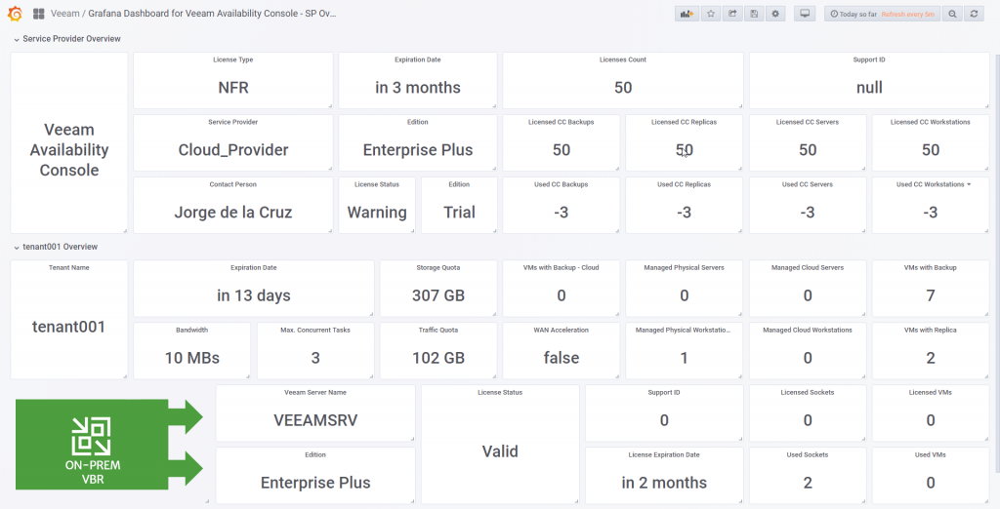 Veeam / Grafana Dashboard for Veeam Availability Console - SP Ov...
Today so far Refresh every 5m
Service Provider Overview
Veeam
Availability
Console
License Type
NFR
Expiration Date
in 3 months
Licenses Count
50
Support ID
null
Service Provider
Cloud_Provider
Edition
Enterprise Plus
Licensed CC Backups
50
Licensed CC Replicas
50
Licensed CC Servers
50
Licensed CC Workstations
50
Contact Person
Jorge de la Cruz
License Status
Warning
Edition
Trial
Used CC Backups
-3
Used CC Replicas
-3
Used CC Servers
-3
Used CC Workstations
-3
tenant001 Overview
Tenant Name
tenant001
Expiration Date
in 13 days
Storage Quota
307 GB
VMs with Backup - Cloud
0
Managed Physical Servers
0
Managed Cloud Servers
0
VMs with Backup
7
Bandwidth
10 MBs
Max. Concurrent Tasks
3
Traffic Quota
102 GB
WAN Acceleration
false
Managed Physical Workstatio...
1
Managed Cloud Workstations
0
VMs with Replica
2
ON-PREM
VBR
Veeam Server Name
VEEAMSRV
License Status
Valid
Support ID
0
Licensed Sockets
0
Licensed VMs
0
Edition
Enterprise Plus
License Expiration Date
in 2 months
Used Sockets
2
Used VMs
0